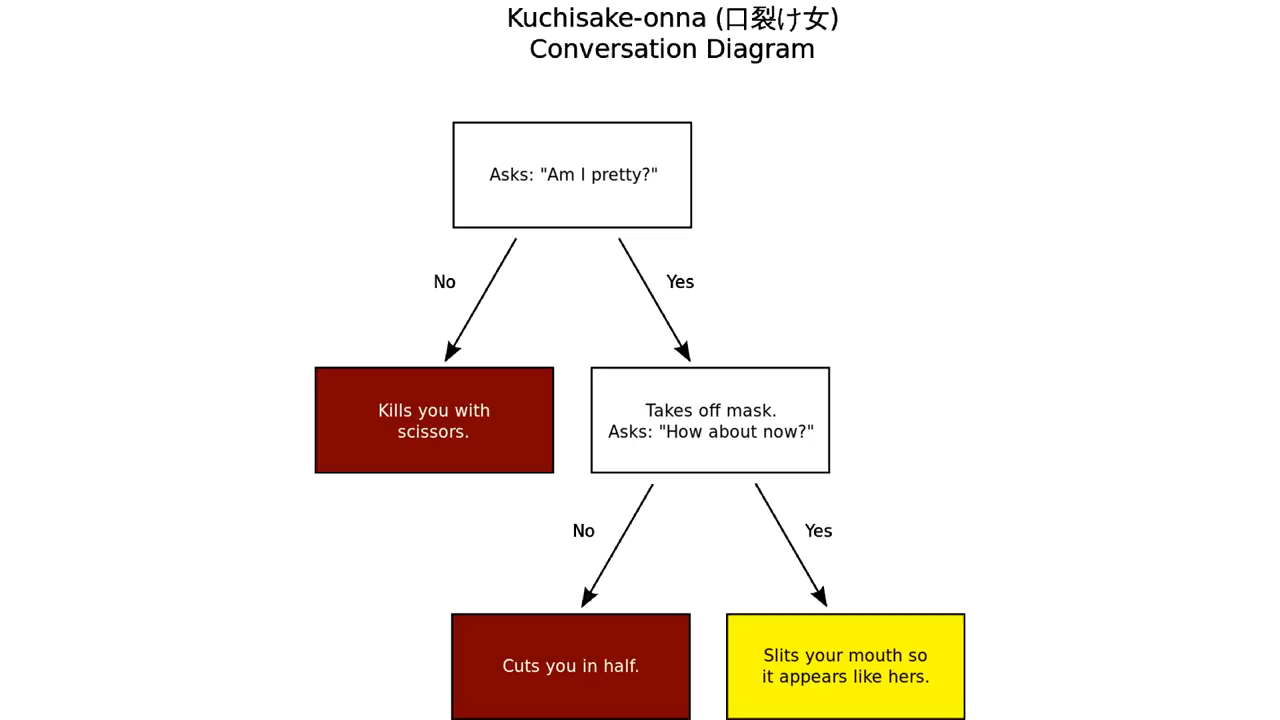 Kuchisake-onna (口裂け女)
Conversation Diagram
Asks: "Am I pretty?"
No
Yes
Kills you with
scissors.
Takes off mask.
Asks: "How about now?"
No
Yes
Cuts you in half.
Slits your mouth so
it appears like hers.